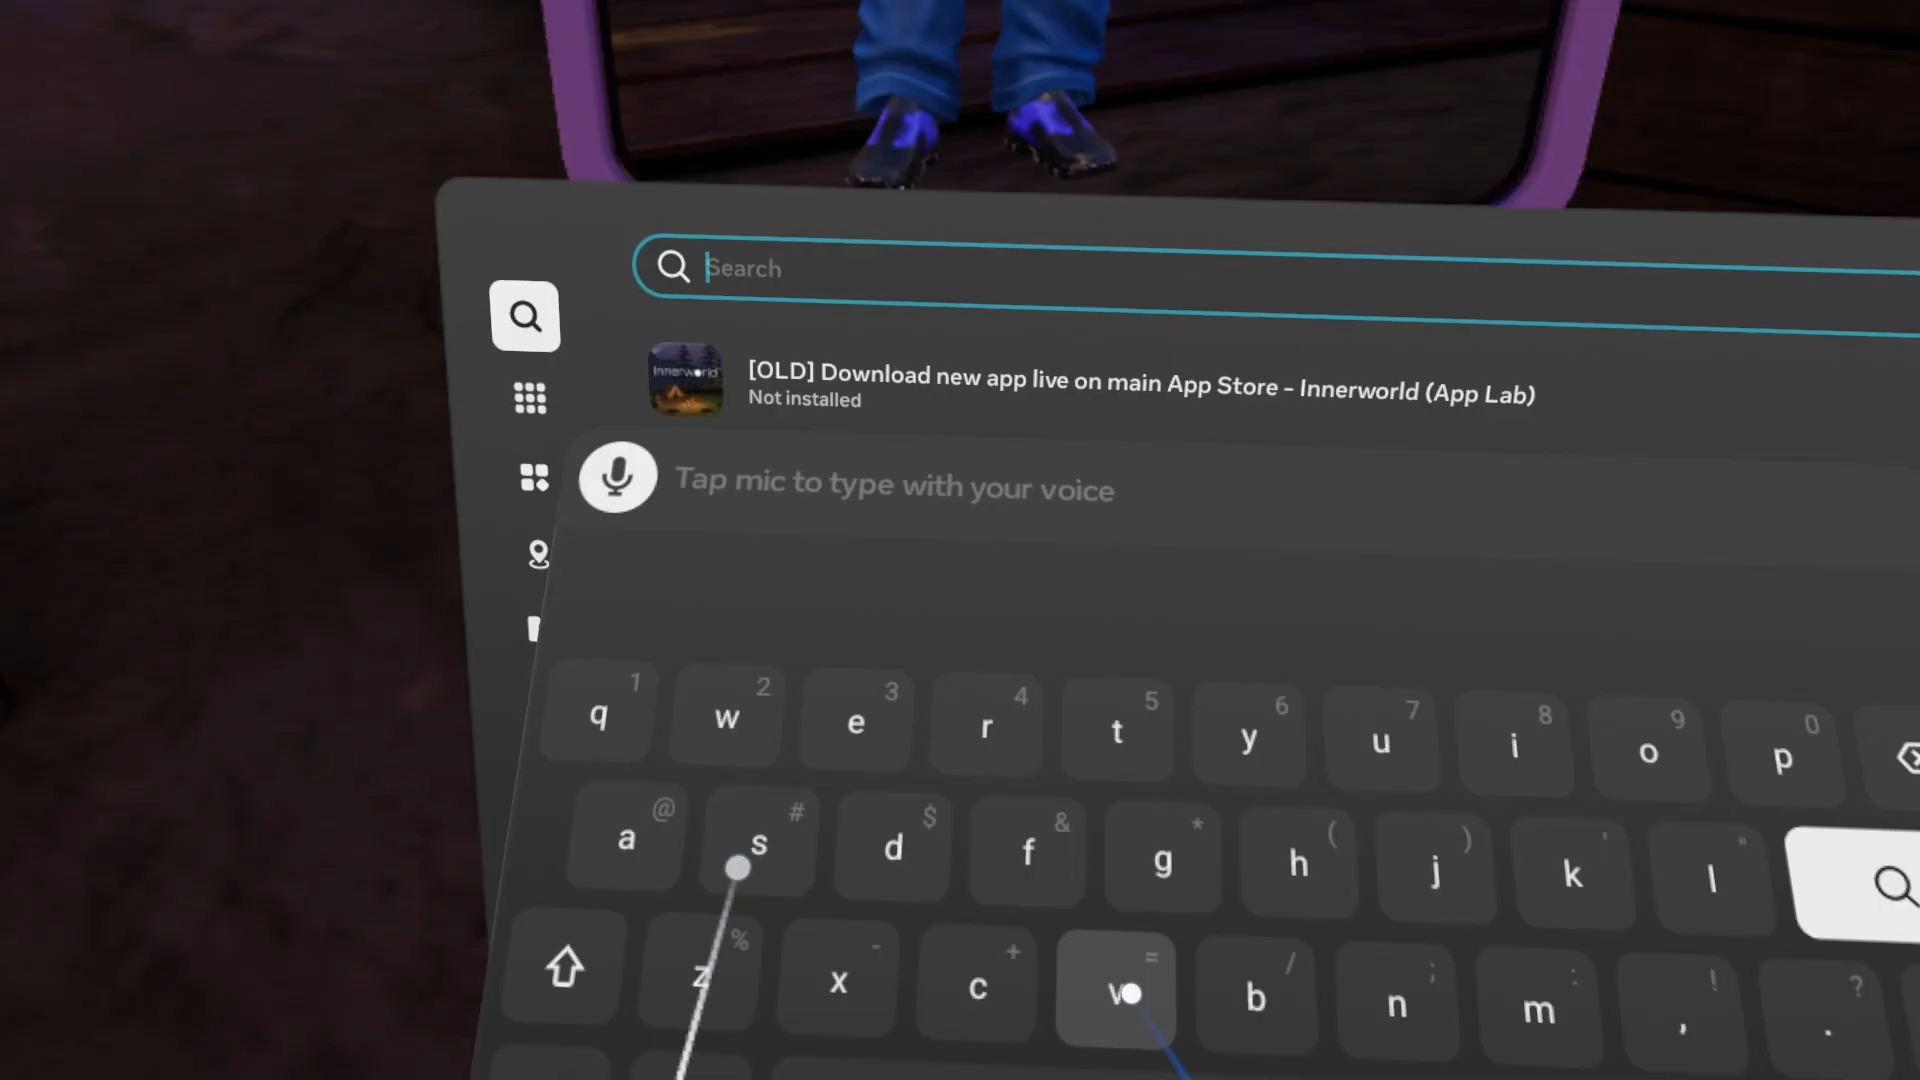 Search
Innerworld
[OLD] Download new app live on main App Store - Innerworld (App Lab)
Not installed
Tap mic to type with your voice
1 2 3 4 5 6 7 8 9 0
q w e r t y u i o p
@ # $ & * ( ) ' "
a s d f g h j k l
% - + = / ; : ! ?
z x c v b n m , .